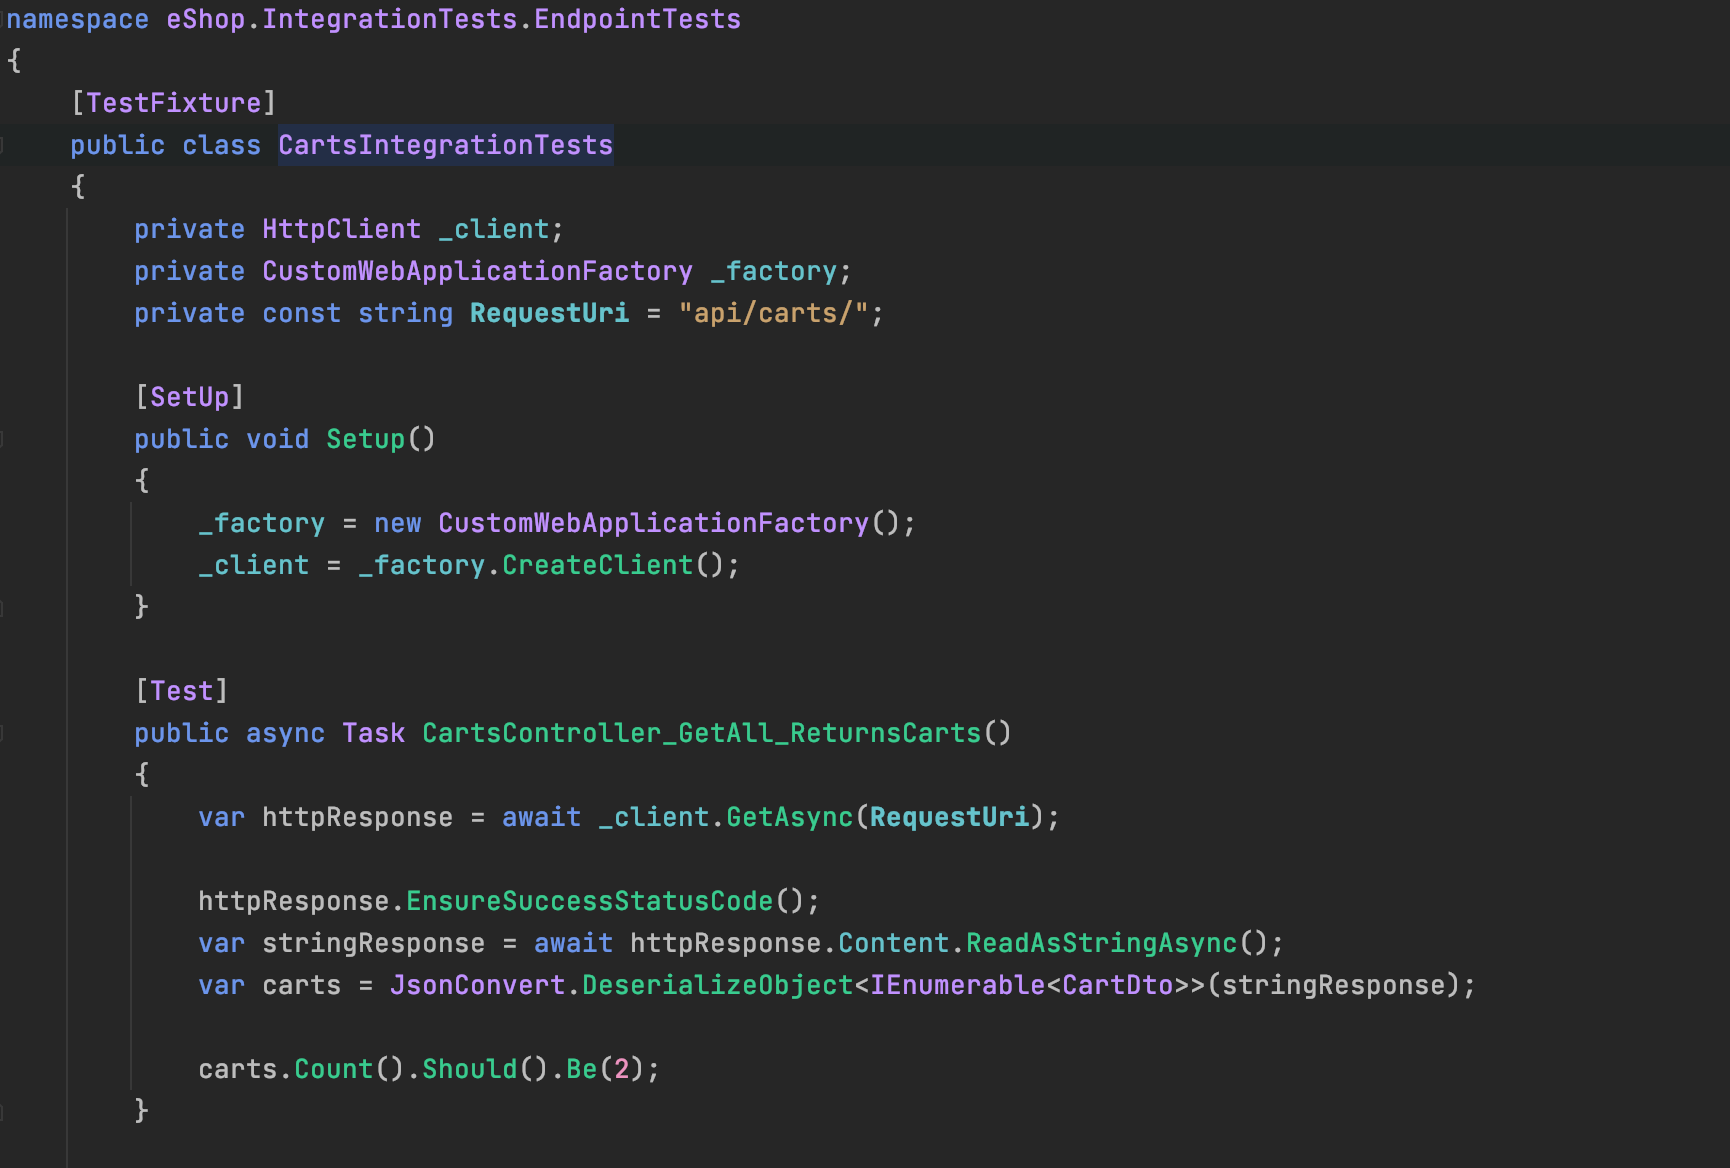 namespace eShop.IntegrationTests.EndpointTests
{
[TestFixture]
public class CartsIntegrationTests
{
private HttpClient _client;
private CustomWebApplicationFactory _factory;
private const string RequestUri = "api/carts/";
[SetUp]
public void Setup()
{
_factory = new CustomWebApplicationFactory();
_client = _factory.CreateClient();
}
[Test]
public async Task CartsController_GetAll_ReturnsCarts()
{
var httpResponse = await _client.GetAsync(RequestUri);
httpResponse.EnsureSuccessStatusCode();
var stringResponse = await httpResponse.Content.ReadAsStringAsync();
var carts = JsonConvert.DeserializeObject<IEnumerable<CartDto>>(stringResponse);
carts.Count().Should().Be(2);
}